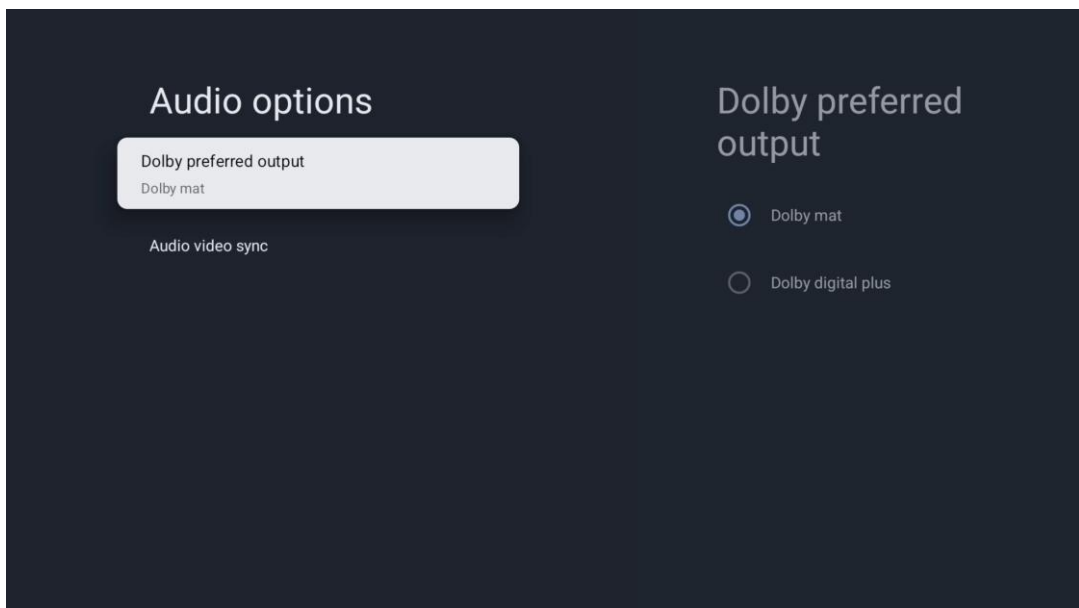 Audio options
Dolby preferred output
Dolby mat
Audio video sync
Dolby preferred
output
Dolby mat
Dolby digital plus